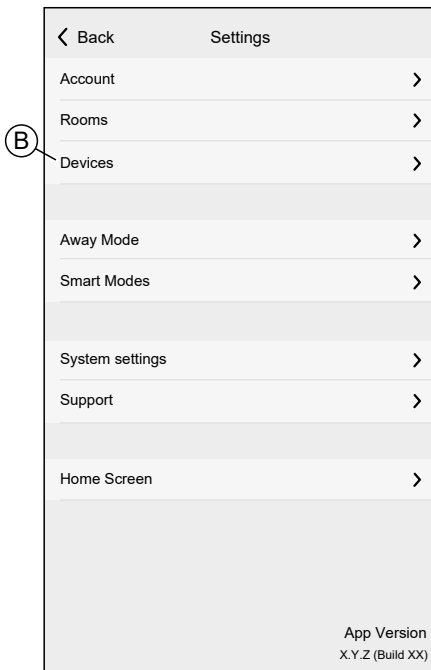 Back Settings
Account
Rooms
B
Devices
Away Mode
Smart Modes
System settings
Support
Home Screen
App Version
X.Y.Z (Build XX)